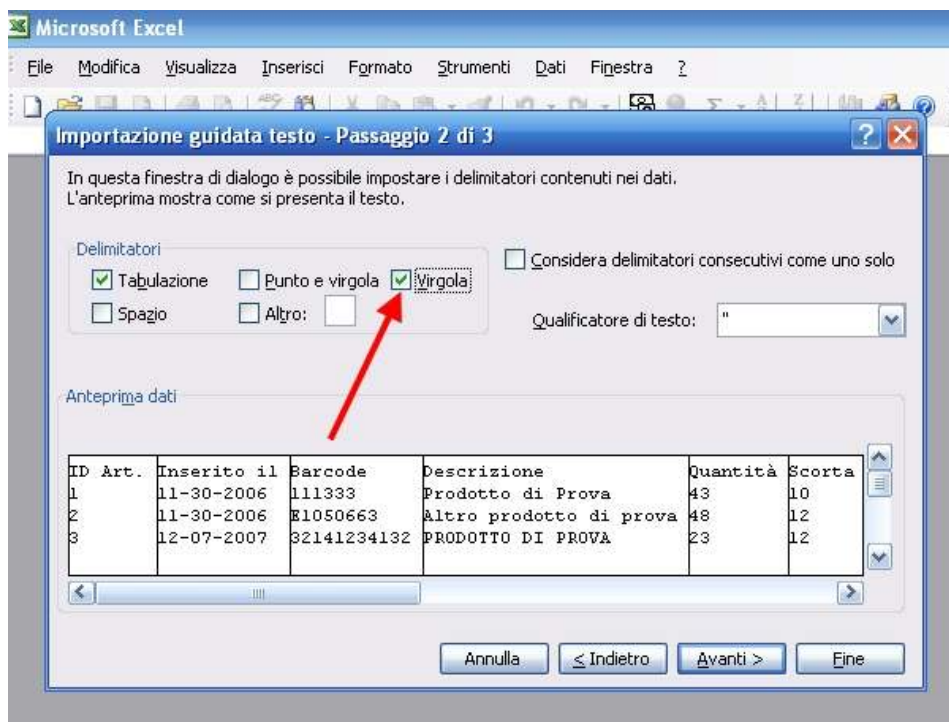 Microsoft Excel
File Modifica Visualizza Inserisci Formato Strumenti Dati Finestra ?
Importazione guidata testo - Passaggio 2 di 3
In questa finestra di dialogo è possibile impostare i delimitatori contenuti nei dati.
L'anteprima mostra come si presenta il testo.
Delimitatori
Tabulazione Punto e virgola Virgola
Considera delimitatori consecutivi come uno solo
Spazio Altro:
Qualificatore di testo: "
Anteprima dati
ID Art. Inserito il Barcode Descrizione Quantità Scorta
1 11-30-2006 111333 Prodotto di Prova 43 10
2 11-30-2006 E1050663 Altro prodotto di prova 48 12
3 12-07-2007 32141234132 PRODOTTO DI PROVA 23 12
Annulla < Indietro Avanti > Fine